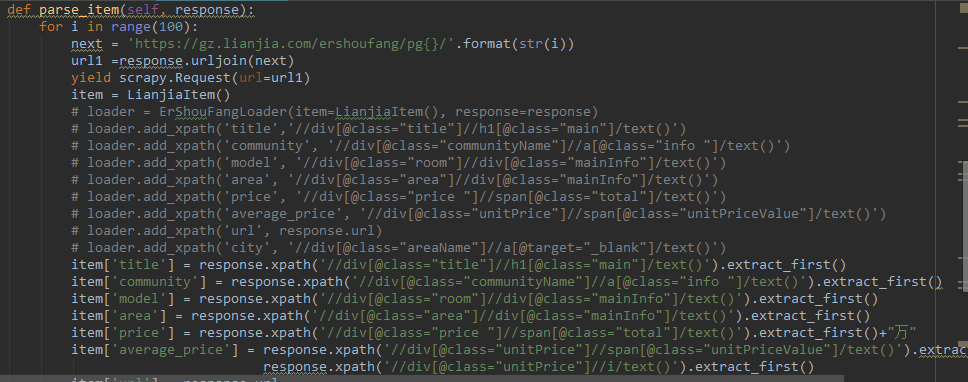 def parse_item(self, response):
for i in range(100):
next = 'https://gz.lianjia.com/ershoufang/pg{}/'.format(str(i))
url1 =response.urljoin(next)
yield scrapy.Request(url=url1)
item = LianjiaItem()
# loader = ErShouFangLoader(item=LianjiaItem(), response=response)
# loader.add_xpath('title','//div[@class="title"]//h1[@class="main"]/text()')
# loader.add_xpath('community', '//div[@class="communityName"]//a[@class="info "]/text()')
# loader.add_xpath('model', '//div[@class="room"]//div[@class="mainInfo"]/text()')
# loader.add_xpath('area', '//div[@class="area"]//div[@class="mainInfo"]/text()')
# loader.add_xpath('price', '//div[@class="price "]//span[@class="total"]/text()')
# loader.add_xpath('average_price', '//div[@class="unitPrice"]//span[@class="unitPriceValue"]/text()')
# loader.add_xpath('url', response.url)
# loader.add_xpath('city', '//div[@class="areaName"]//a[@target="_blank"]/text()')
item['title'] = response.xpath('//div[@class="title"]//h1[@class="main"]/text()').extract_first()
item['community'] = response.xpath('//div[@class="communityName"]//a[@class="info "]/text()').extract_first()
item['model'] = response.xpath('//div[@class="room"]//div[@class="mainInfo"]/text()').extract_first()
item['area'] = response.xpath('//div[@class="area"]//div[@class="mainInfo"]/text()').extract_first()
item['price'] = response.xpath('//div[@class="price "]//span[@class="total"]/text()').extract_first()+"万"
item['average_price'] = response.xpath('//div[@class="unitPrice"]//span[@class="unitPriceValue"]/text()').extrac
response.xpath('//div[@class="unitPrice"]//i/text()').extract_first()